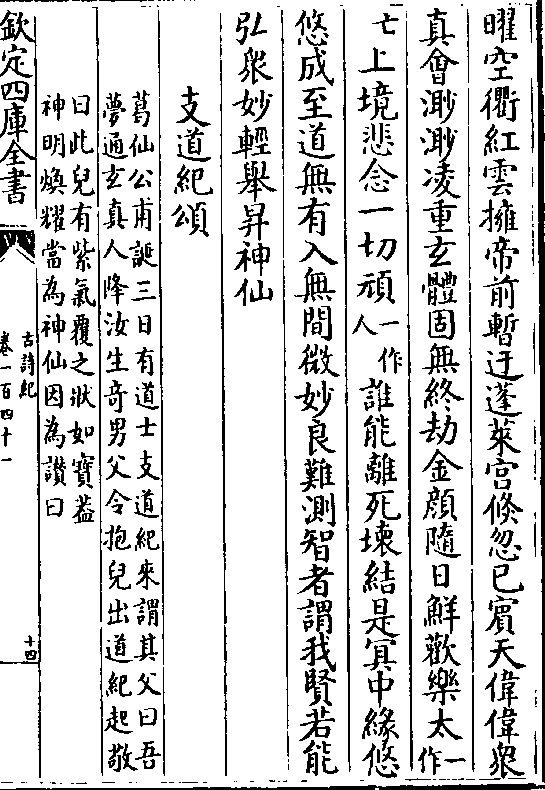 曜空衢紅雲擁帝前暫迂蓬萊宮倐忽已賓天偉偉衆
真會渺渺凌重玄體固無終劫金顔隨日鮮歡樂太一作
七上境悲念一切頑一作人誰能離死壊結是冥中緣悠
悠成至道無有入無間微妙良難測智者謂我賢若能
弘衆妙輕舉昇神仙
支道紀頌
葛仙公甫誕三日有道士支道紀來謂其父曰吾
夢通玄真人降汝生奇男父令抱兒出道紀起敬
曰此兒有紫氣覆之狀如寶葢
神明煥耀當為神仙因為讃曰
欽定四庫全書
古詩紀
卷一百四十一
十四